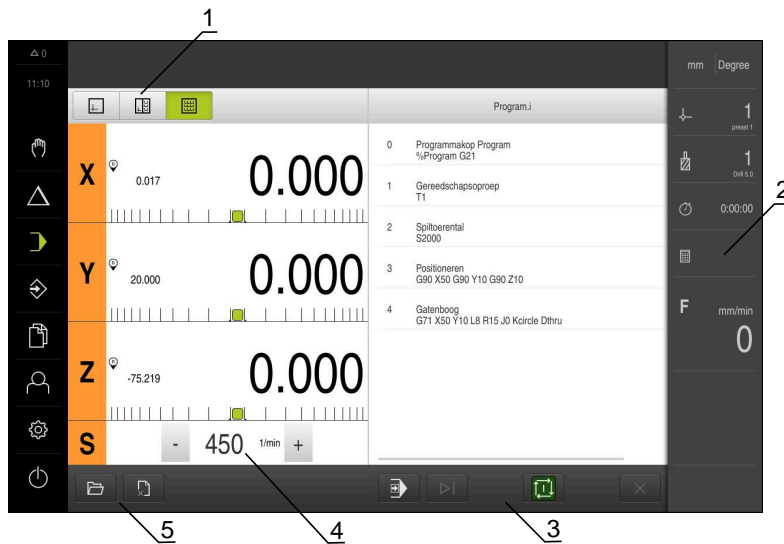 1
0
11:10
mm Degree
Program.i
1
preset 1
1
Drill 5.0
2
0:00:00
F mm/min
0
X R 0.017 0.000
Y R 20.000 0.000
Z R -75.219 0.000
S - 450 1/min +
0 Programmakop Program
%Program G21
1 Gereedschapsoproep
T1
2 Spiltoerental
S2000
3 Positioneren
G90 X50 G90 Y10 G90 Z10
4 Gatenboog
G71 X50 Y10 L8 R15 J0 Kcircle Dthru
5
4
3